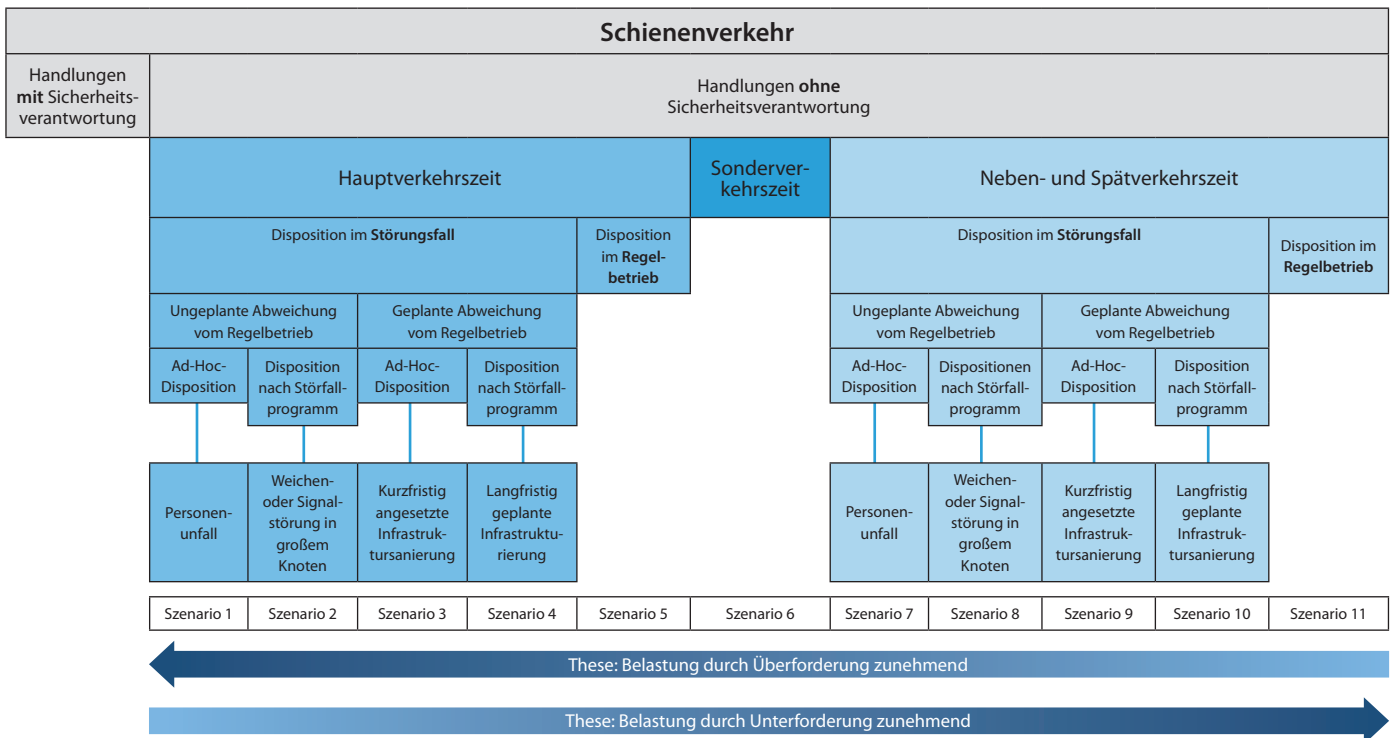 Schienenverkehr
Handlungen
mit Sicherheits-
verantwortung
Handlungen ohne
Sicherheitsverantwortung
Hauptverkehrszeit
Sonderver-
kehrszeit
Neben- und Spätverkehrszeit
Disposition im Störungsfall
Disposition
im Regel-
betrieb
Disposition im Störungsfall
Disposition im
Regelbetrieb
Ungeplante Abweichung
vom Regelbetrieb
Geplante Abweichung
vom Regelbetrieb
Ungeplante Abweichung
vom Regelbetrieb
Geplante Abweichung
vom Regelbetrieb
Ad-Hoc-
Disposition
Disposition
nach Störfall-
programm
Ad-Hoc-
Disposition
Disposition
nach Störfall-
programm
Ad-Hoc-
Disposition
Dispositionen
nach Störfall-
programm
Ad-Hoc-
Disposition
Disposition
nach Störfall-
programm
Personen-
unfall
Weichen-
oder Signal-
störung in
großem
Knoten
Kurzfristig
angesetzte
Infrastruk-
tursanierung
Langfristig
geplante
Infrastruktu-
rierung
Personen-
unfall
Weichen-
oder Signal-
störung in
großem
Knoten
Kurzfristig
angesetzte
Infrastruk-
tursanierung
Langfristig
geplante
Infrastruk-
tursanierung
Szenario 1
Szenario 2
Szenario 3
Szenario 4
Szenario 5
Szenario 6
Szenario 7
Szenario 8
Szenario 9
Szenario 10
Szenario 11
These: Belastung durch Überforderung zunehmend
These: Belastung durch Unterforderung zunehmend